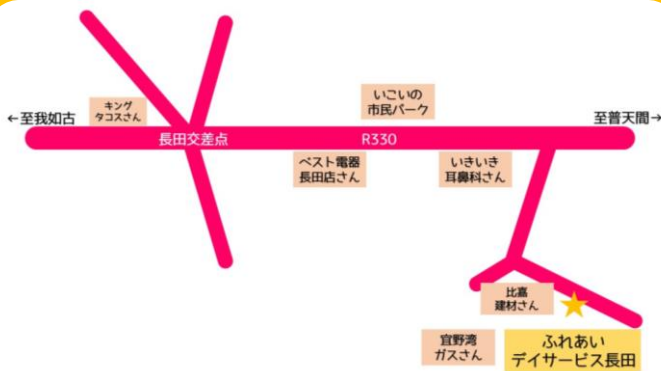 いこいの
市民パーク
キング
タコスさん
←至我如古
至普天間→
長田交差点
R330
ベスト電器
長田店さん
いきいき
耳鼻科さん
比嘉
建材さん
宜野湾
ガスさん
ふれあい
デイサービス長田